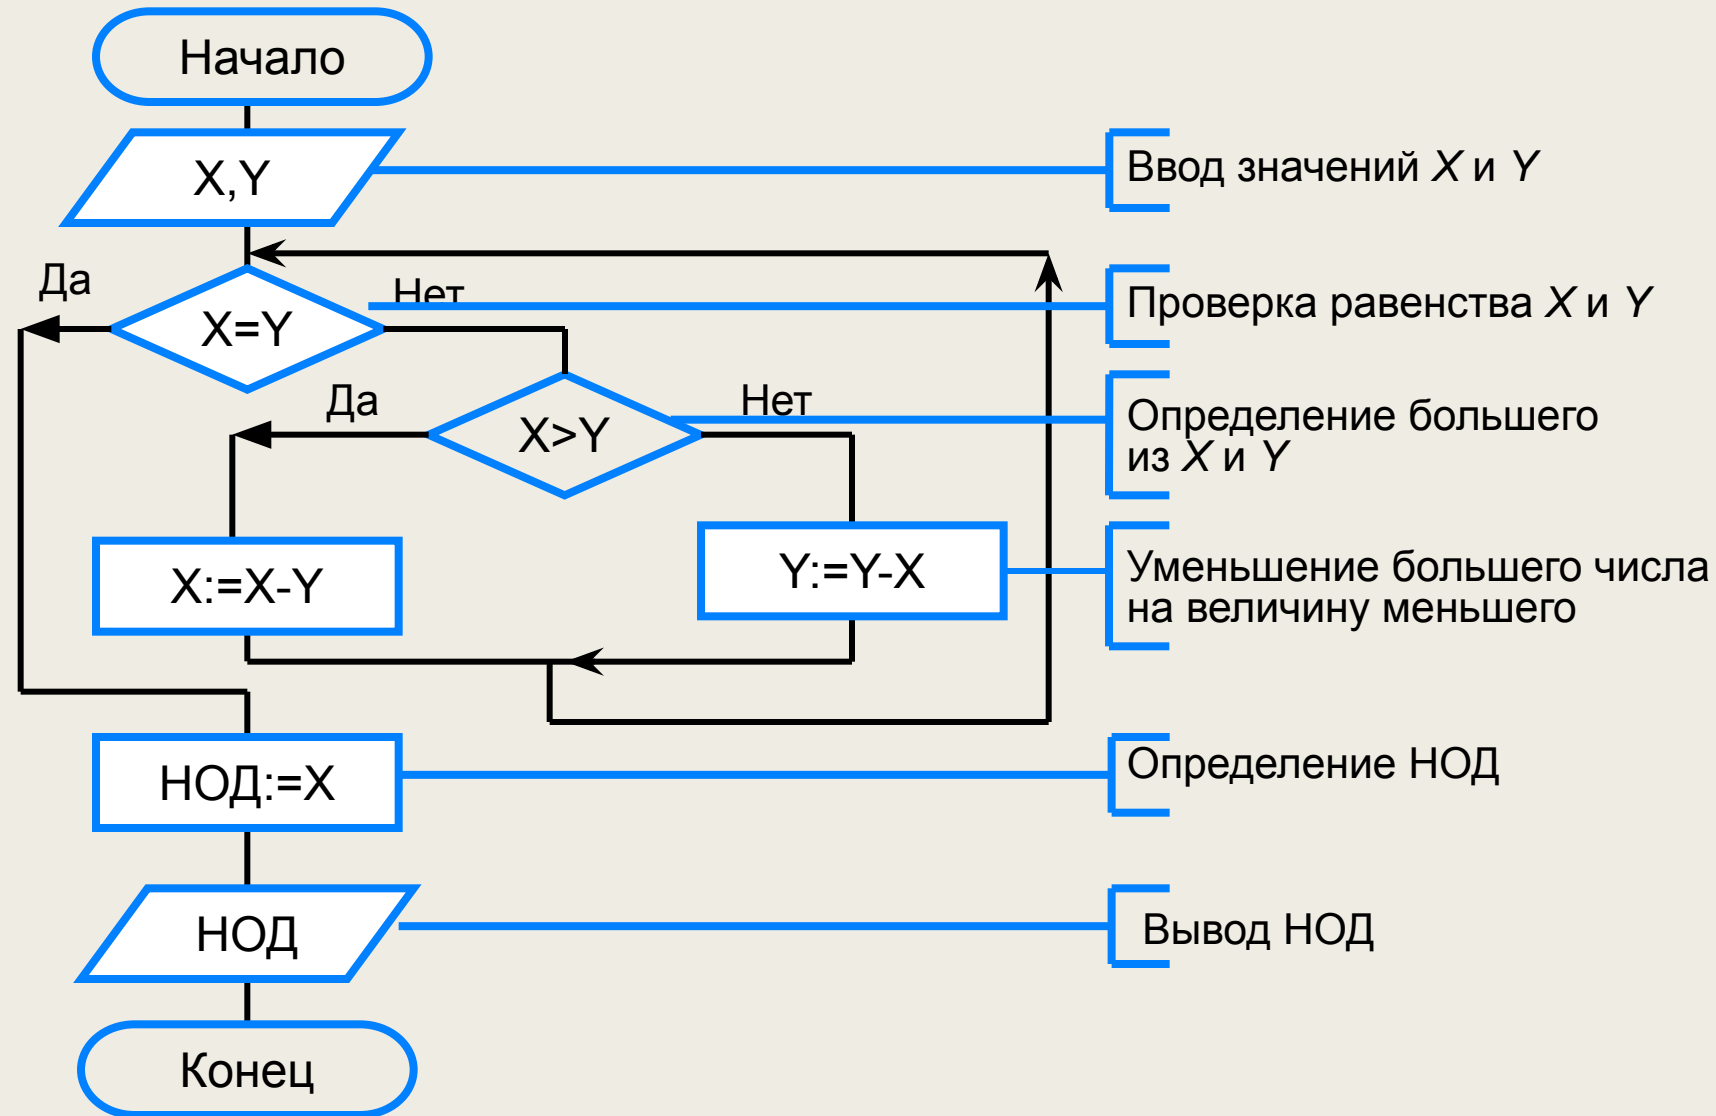 Начало
X,Y
Ввод значений X и Y
Да
Нет
X=Y
Проверка равенства X и Y
Да
Нет
X>Y
Определение большего
из X и Y
X:=X-Y
Y:=Y-X
Уменьшение большего числа
на величину меньшего
НОД:=X
Определение НОД
НОД
Вывод НОД
Конец